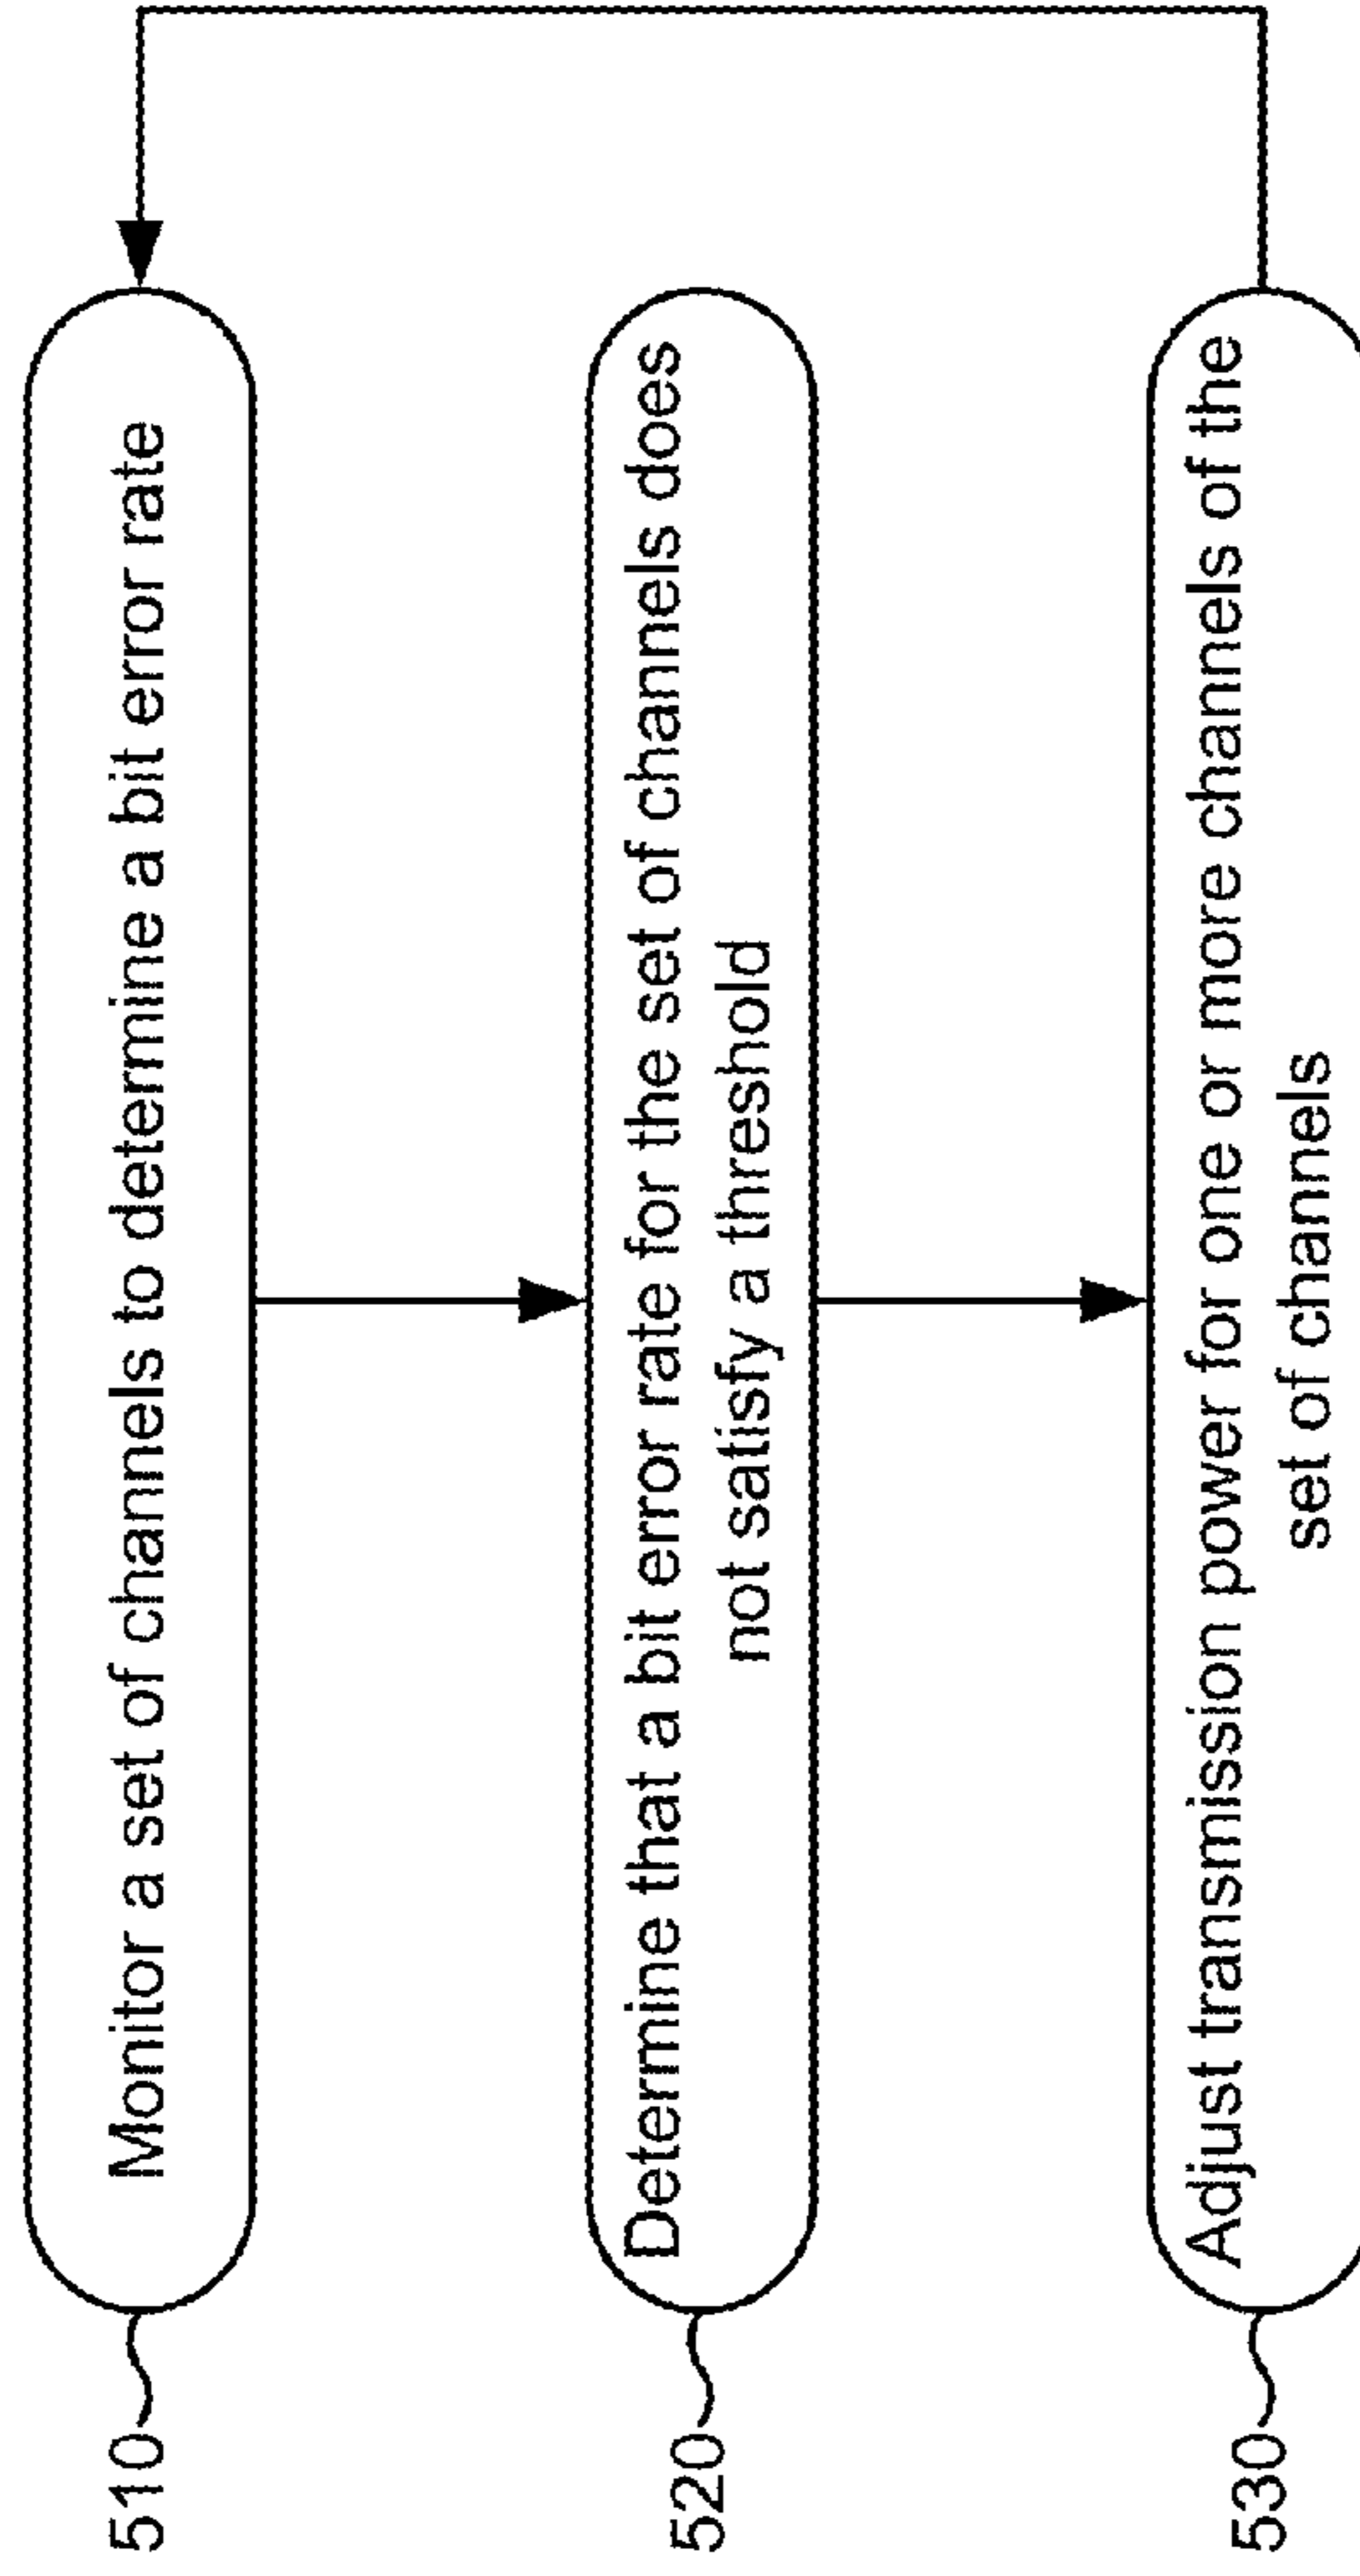 510
Monitor a set of channels to determine a bit error rate
520
Determine that a bit error rate for the set of channels does
not satisfy a threshold
530
Adjust transmission power for one or more channels of the
set of channels